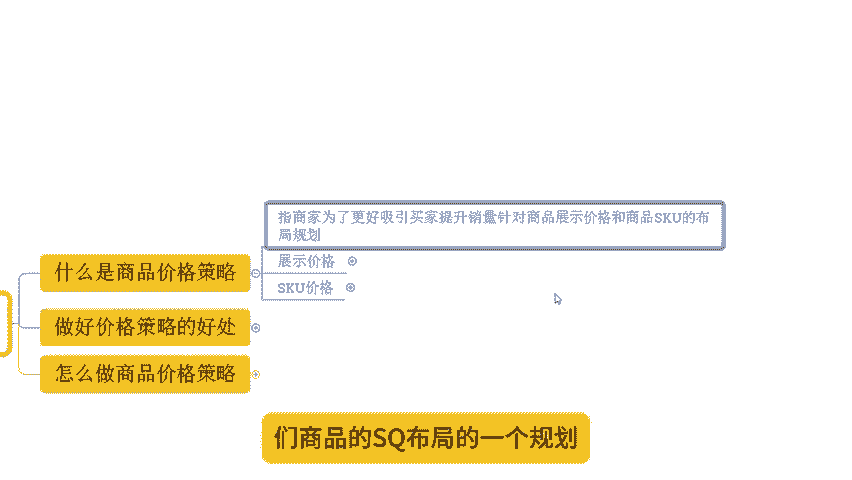 指商家为了更好吸引买家提升销量针对商品展示价格和商品SKU的布
局规划
什么是商品价格策略
展示价格
SKU价格
做好价格策略的好处
怎么做商品价格策略
们商品的SQ布局的一个规划